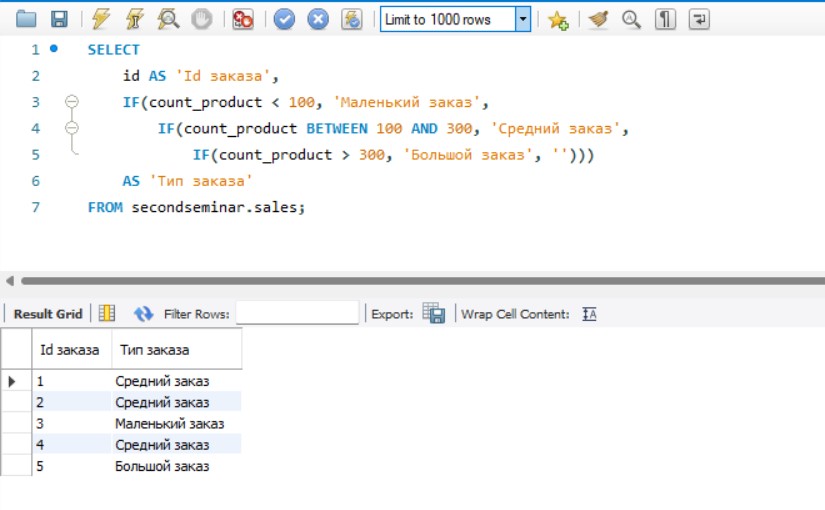 Limit to 1000 rows
1 SELECT
2 id AS 'Id заказа',
3 IF(count_product < 100, 'Маленький заказ',
4 IF(count_product BETWEEN 100 AND 300, 'Средний заказ',
5 IF(count_product > 300, 'Большой заказ', '')))
6 AS 'Тип заказа'
7 FROM secondseminar.sales;
Result Grid Filter Rows: Export: Wrap Cell Content:
Id заказа Тип заказа
1 Средний заказ
2 Средний заказ
3 Маленький заказ
4 Средний заказ
5 Большой заказ